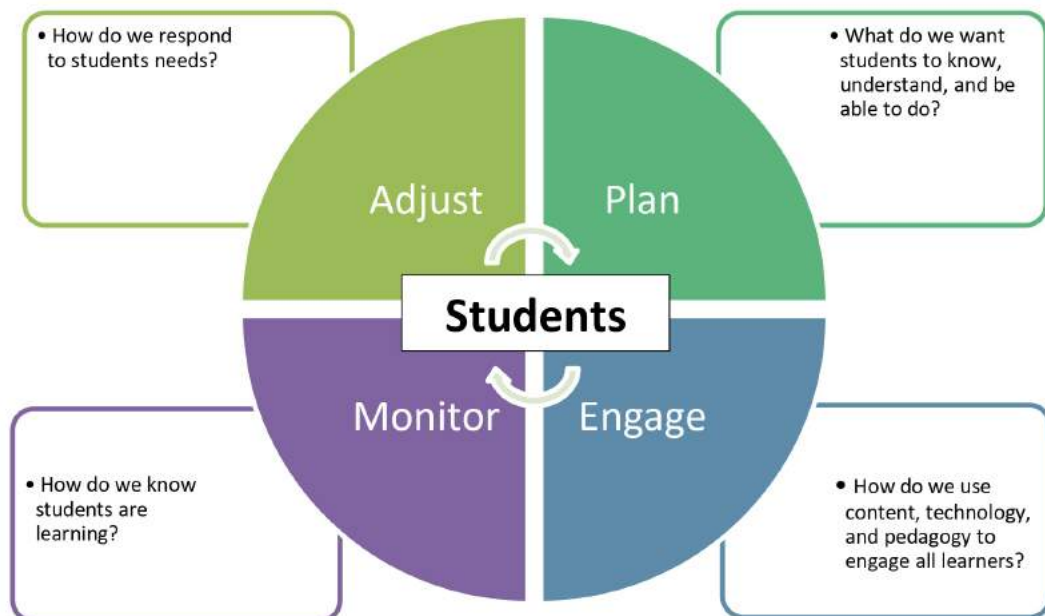 • How do we respond
to students needs?
• What do we want
students to know,
understand, and be
able to do?
Adjust
Plan
Students
Monitor
Engage
• How do we know
students are
learning?
• How do we use
content, technology,
and pedagogy to
engage all learners?